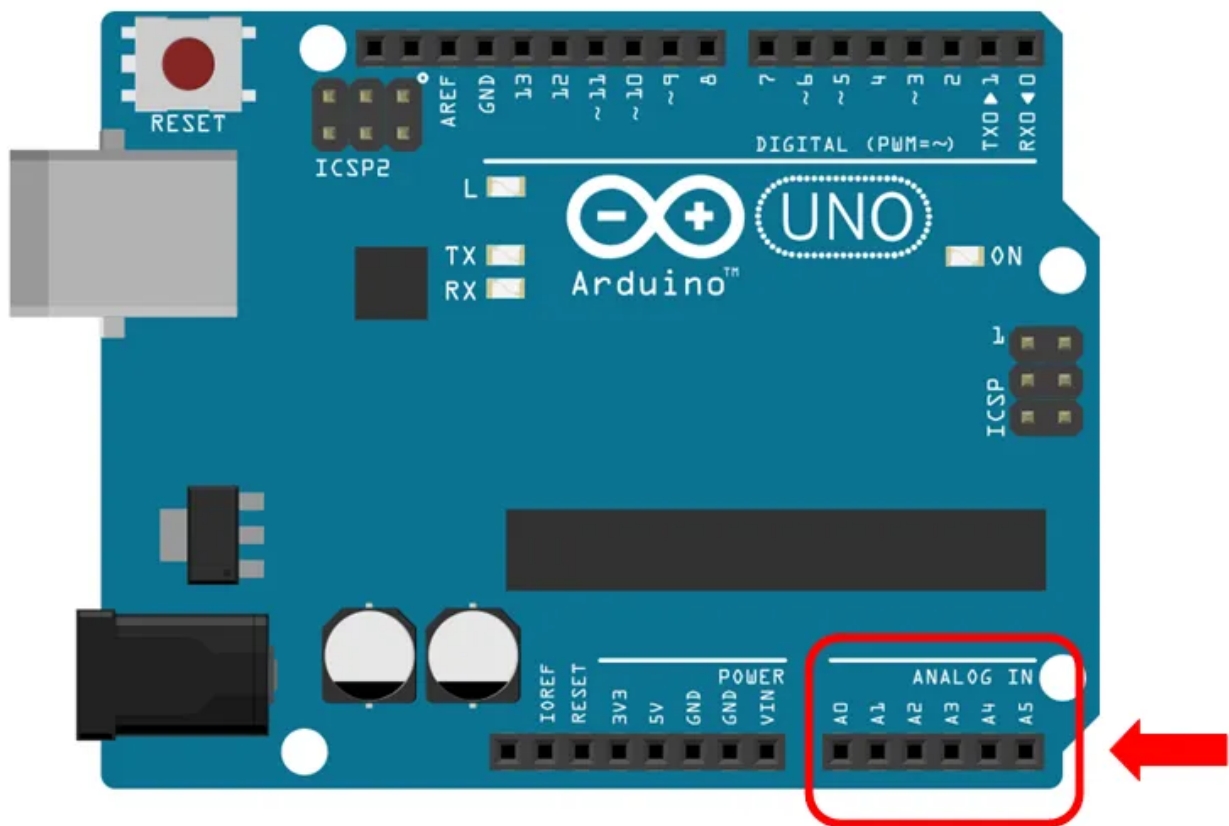 RESET
ICSP2
AREF
GND
13
12
~11
~10
~9
8
7
~6
~5
4
~3
2
TX0▶1
RX0◀0
DIGITAL (PWM=~)
L
TX
RX
Arduino™
UNO
ON
1
ICSP
POWER
IOREF
RESET
3V3
5V
GND
GND
VIN
ANALOG IN
A0
A1
A2
A3
A4
A5